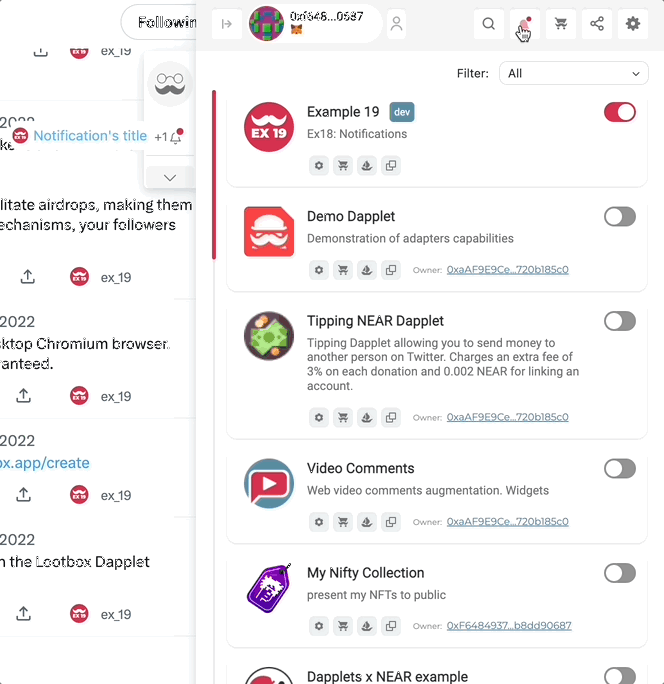 Followin
0xf648...0687
ex_19
Filter:
All
2022
Notification's title
+1
ke
EX 19
Example 19
dev
Ex18: Notifications
litate airdrops, making them
echanisms, your followers
ex_19
Demo Dapplet
Demonstration of adapters capabilities
Owner: 0xaAF9E9Ce...720b185c0
2022
sktop Chromium browser.
ranteed.
ex_19
Tipping NEAR Dapplet
Tipping Dapplet allowing you to send money to
another person on Twitter. Charges an extra fee of
3% on each donation and 0.002 NEAR for linking an
account.
Owner: 0xaAF9E9Ce...720b185c0
2022
ox.app/create
ex_19
Video Comments
Web video comments augmentation. Widgets
Owner: 0xaAF9E9Ce...720b185c0
2022
n the Lootbox Dapplet
ex_19
My Nifty Collection
present my NFTs to public
Owner: 0xF6484937...b8dd90687
Dapplets x NEAR example